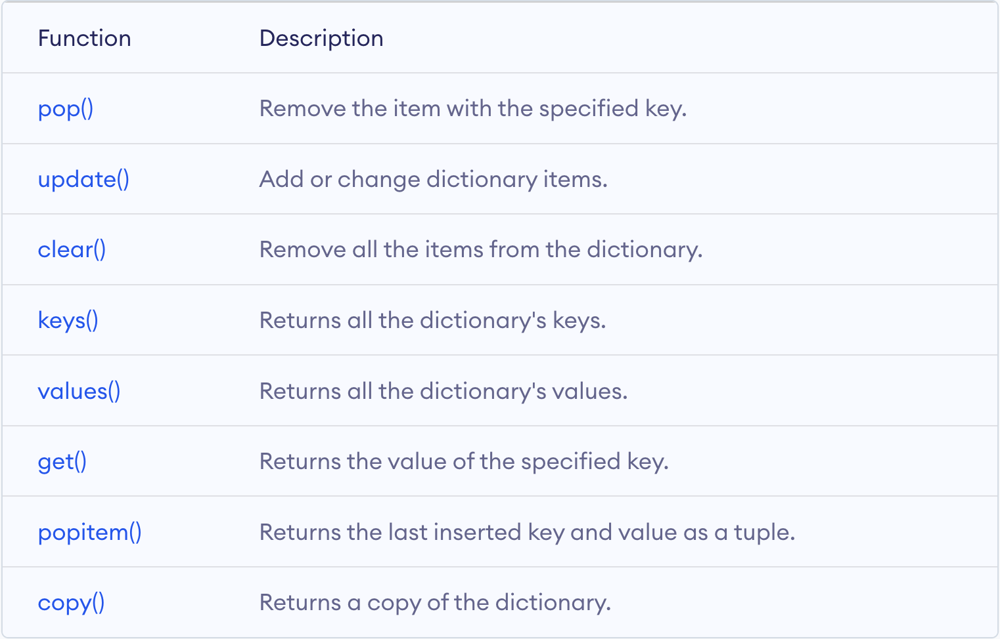 Function Description
pop() Remove the item with the specified key.
update() Add or change dictionary items.
clear() Remove all the items from the dictionary.
keys() Returns all the dictionary's keys.
values() Returns all the dictionary's values.
get() Returns the value of the specified key.
popitem() Returns the last inserted key and value as a tuple.
copy() Returns a copy of the dictionary.